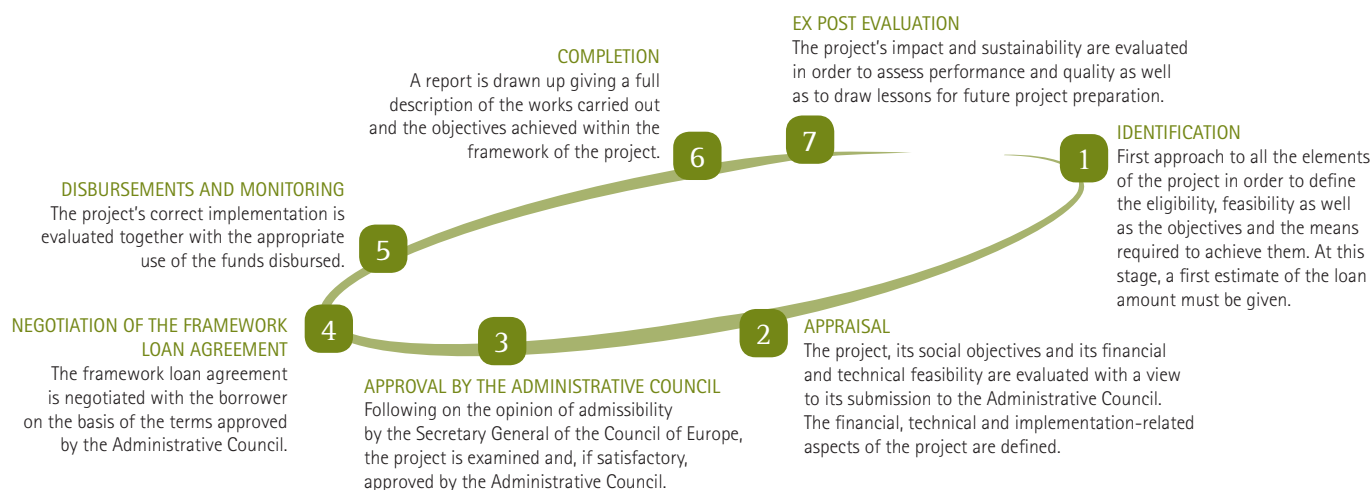 1
IDENTIFICATION
First approach to all the elements
of the project in order to define
the eligibility, feasibility as well
as the objectives and the means
required to achieve them. At this
stage, a first estimate of the loan
amount must be given.
2
APPRAISAL
The project, its social objectives and its financial
and technical feasibility are evaluated with a view
to its submission to the Administrative Council.
The financial, technical and implementation-related
aspects of the project are defined.
3
APPROVAL BY THE ADMINISTRATIVE COUNCIL
Following on the opinion of admissibility
by the Secretary General of the Council of Europe,
the project is examined and, if satisfactory,
approved by the Administrative Council.
4
NEGOTIATION OF THE FRAMEWORK
LOAN AGREEMENT
The framework loan agreement
is negotiated with the borrower
on the basis of the terms approved
by the Administrative Council.
5
DISBURSEMENTS AND MONITORING
The project's correct implementation is
evaluated together with the appropriate
use of the funds disbursed.
6
COMPLETION
A report is drawn up giving a full
description of the works carried out
and the objectives achieved within the
framework of the project.
7
EX POST EVALUATION
The project's impact and sustainability are evaluated
in order to assess performance and quality as well
as to draw lessons for future project preparation.